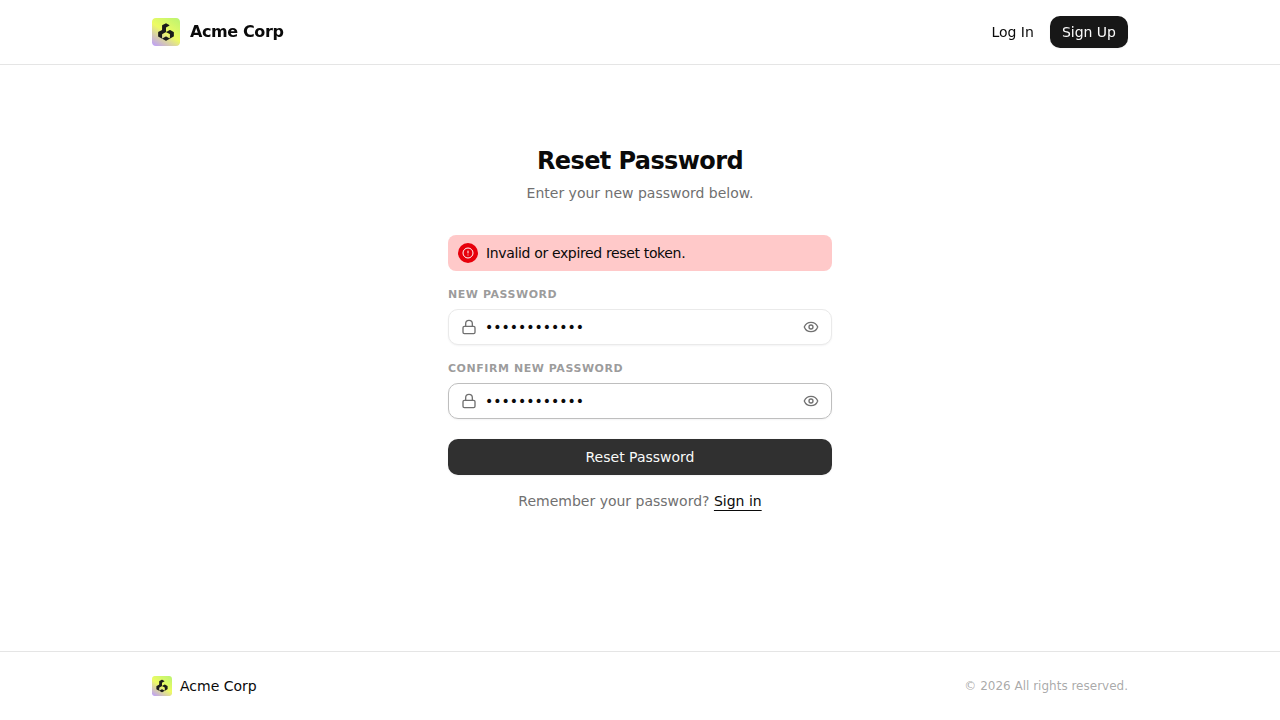 Acme Corp
Log In
Sign Up
Reset Password
Enter your new password below.
Invalid or expired reset token.
NEW PASSWORD
••••••••••••
CONFIRM NEW PASSWORD
••••••••••••
Reset Password
Remember your password? Sign in
Acme Corp
© 2026 All rights reserved.